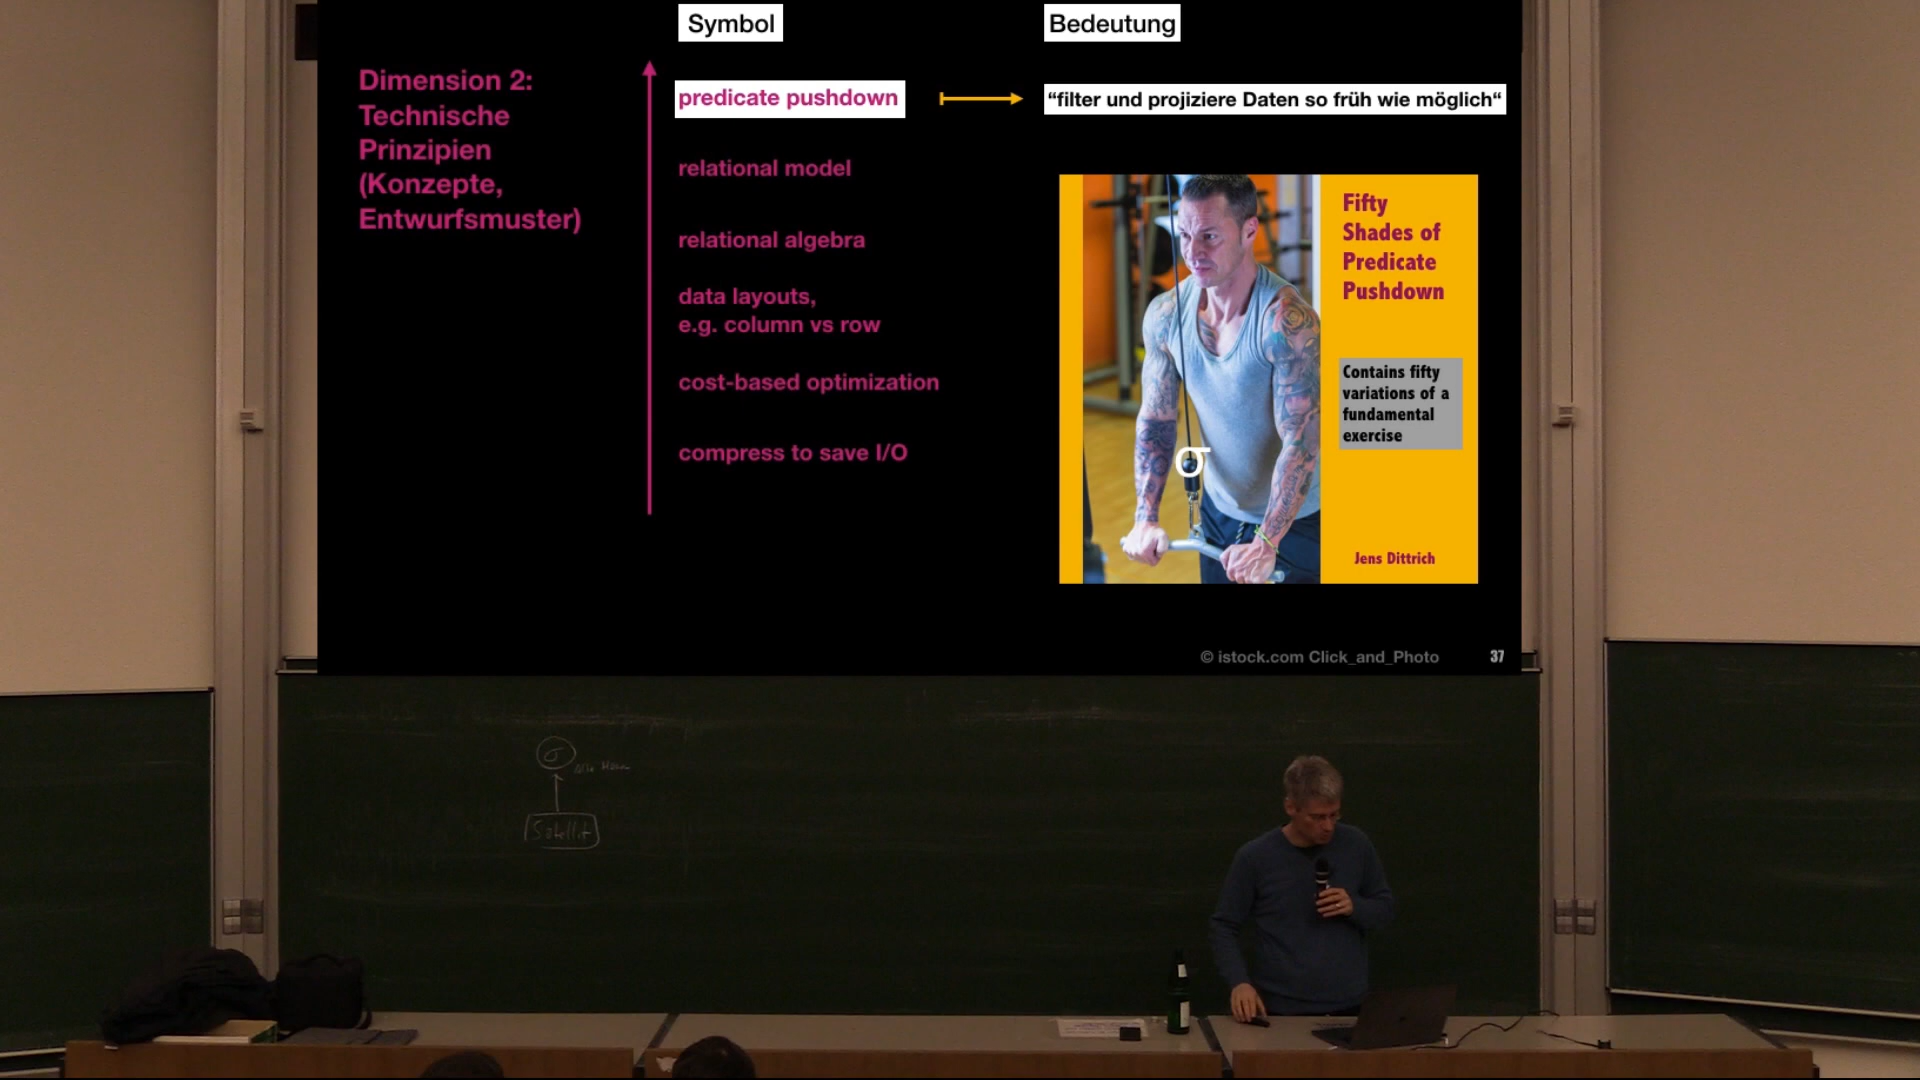 Symbol
Bedeutung
Dimension 2:
Technische
Prinzipien
(Konzepte,
Entwurfsmuster)
predicate pushdown
“filter und projiziere Daten so früh wie möglich“
relational model
relational algebra
data layouts,
e.g. column vs row
cost-based optimization
compress to save I/O
Fifty
Shades of
Predicate
Pushdown
Contains fifty
variations of a
fundamental
exercise
σ
Jens Dittrich
© istock.com Click_and_Photo
37
σ
Satellit